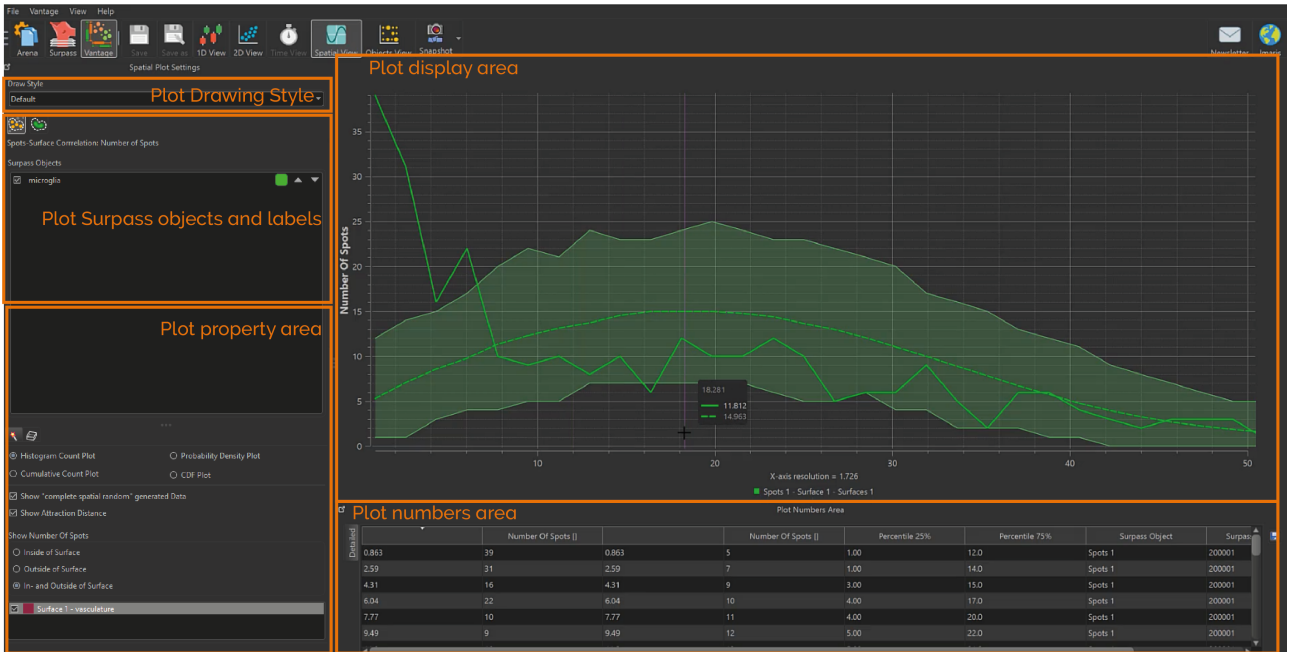 File Vantage View Help
Arena Surpass Vantage Save Save as 1D View 2D View Time View Spatial View Objects View Snapshot Newsletter Imaris
Spatial Plot Settings
Draw Style
Default
Plot Drawing Style
Spots-Surface Correlation: Number of Spots
Surpass Objects
microglia
Plot Surpass objects and labels
Plot property area
Histogram Count Plot
Probability Density Plot
Cumulative Count Plot
CDF Plot
Show "complete spatial random" generated Data
Show Attraction Distance
Show Number Of Spots
Inside of Surface
Outside of Surface
In- and Outside of Surface
Surface 1 - vasculature
Plot display area
Number Of Spots
35
30
25
20
15
10
5
0
18.281
11.812
14.963
10 20 30 40 50
X-axis resolution = 1.726
Spots 1 - Surface 1 - Surfaces 1
Plot numbers area
Plot Numbers Area
Detailed
Number Of Spots [] Number Of Spots [] Percentile 25% Percentile 75% Surpass Object Surpas
0.863 39 0.863 5 1.00 12.0 Spots 1 200001
2.59 31 2.59 7 1.00 14.0 Spots 1 200001
4.31 16 4.31 9 3.00 15.0 Spots 1 200001
6.04 22 6.04 10 4.00 17.0 Spots 1 200001
7.77 10 7.77 11 4.00 20.0 Spots 1 200001
9.49 9 9.49 12 5.00 22.0 Spots 1 200001